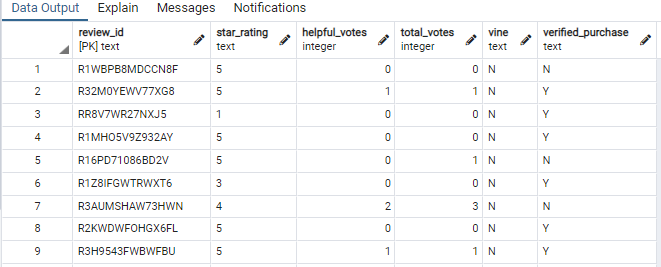 Data Output Explain Messages Notifications
review_id star_rating helpful_votes total_votes vine verified_purchase
[PK] text text integer integer text text
1 R1WBPB8MDCCN8F 5 0 0 N N
2 R32M0YEWV77XG8 5 1 1 N Y
3 RR8V7WR27NXJ5 1 0 0 N Y
4 R1MHO5V9Z932AY 5 0 0 N Y
5 R16PD71086BD2V 5 0 1 N N
6 R1Z8IFGWTRWXT6 3 0 0 N Y
7 R3AUMSHAW73HWN 4 2 3 N N
8 R2KWDWFOHGX6FL 5 0 0 N Y
9 R3H9543FWBWFBU 5 1 1 N Y